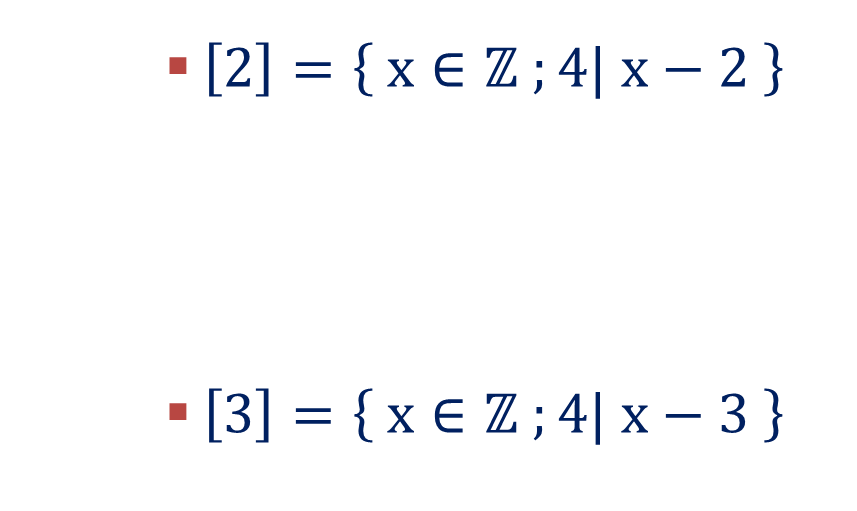 ▪ [2] = { x ∈ ℤ ; 4| x − 2 }
▪ [3] = { x ∈ ℤ ; 4| x − 3 }